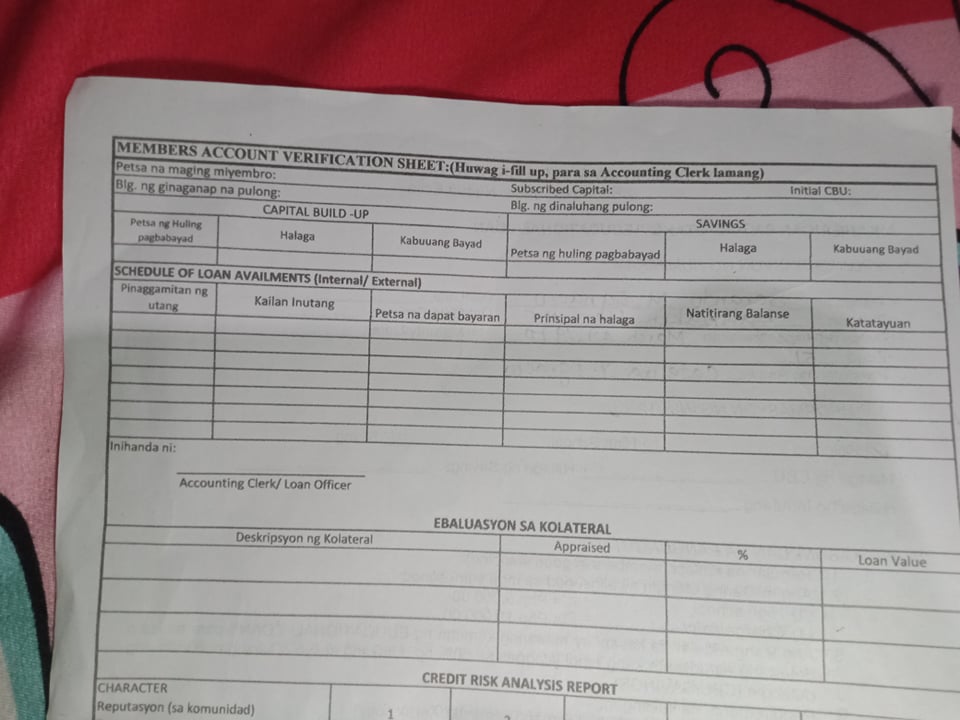 MEMBERS ACCOUNT VERIFICATION SHEET:(Huwag i-fill up, para sa Accounting Clerk lamang)
Petsa na maging miyembro:
Subscribed Capital: Initial CBU:
Blg. ng ginaganap na pulong:
Blg. ng dinaluhang pulong:
CAPITAL BUILD -UP SAVINGS
Petsa ng Huling pagbabayad Halaga Kabuuang Bayad Petsa ng huling pagbabayad Halaga Kabuuang Bayad
SCHEDULE OF LOAN AVAILMENTS (Internal/ External)
Pinaggamitan ng utang Kailan Inutang Petsa na dapat bayaran Prinsipal na halaga Natitirang Balanse Katatayuan
Inihanda ni:
Accounting Clerk/ Loan Officer
EBALUASYON SA KOLATERAL
Deskripsyon ng Kolateral Appraised % Loan Value
CREDIT RISK ANALYSIS REPORT
CHARACTER
Reputasyon (sa komunidad) 1